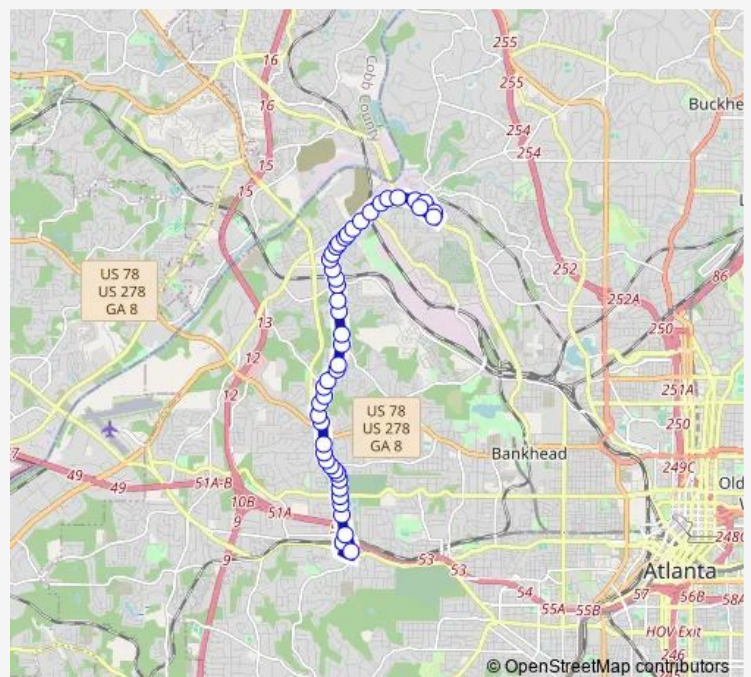 255
16
255
Cobb County
Buckhe
16
254
254
15
15
US 78
US 278
GA 8
252
86
252A
13
250
12
12
251A
US 78
US 278
GA 8
250
7
Bankhead
249C
49
49
51A-B
Old
10B
51A
9
248C
9
53
53
Atlanta
54
57
55A
55B
56B
58A
HOV Exit
246
© OpenStreetMap contributors